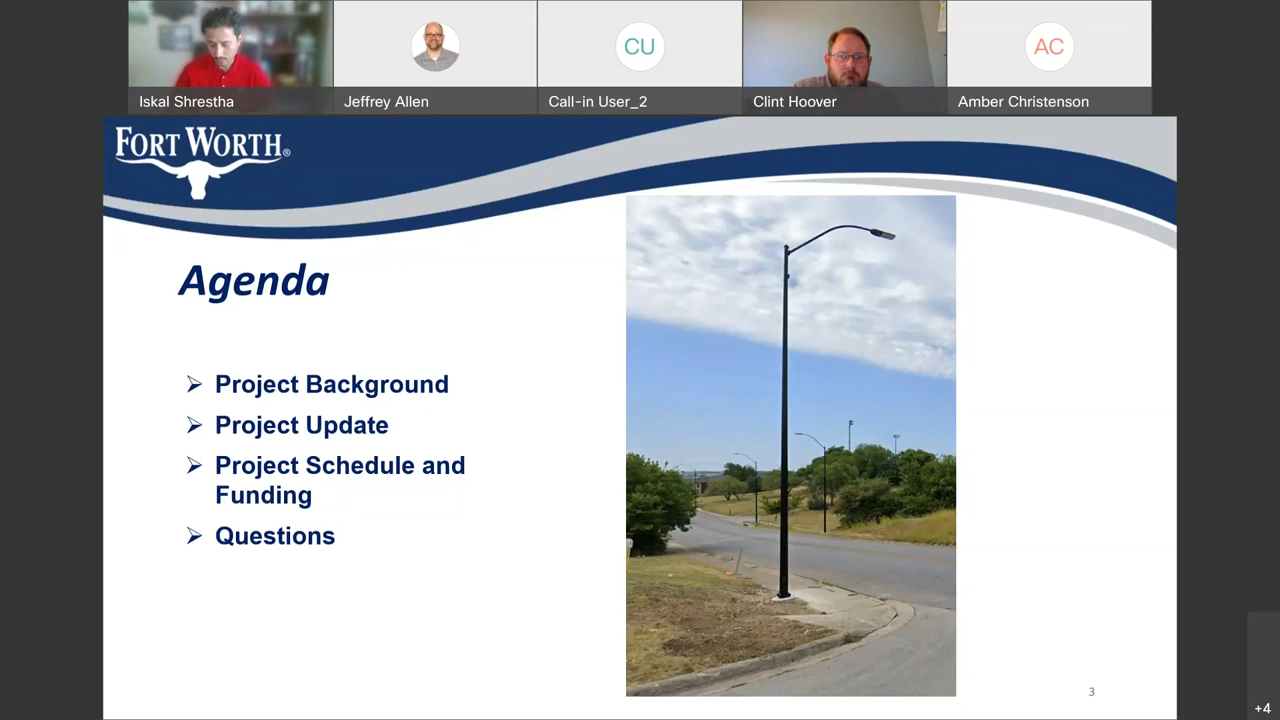 CU
AC
Iskal Shrestha
Jeffrey Allen
Call-in User_2
Clint Hoover
Amber Christenson
FORT WORTH®
Agenda
Project Background
Project Update
Project Schedule and
Funding
Questions
3
+4